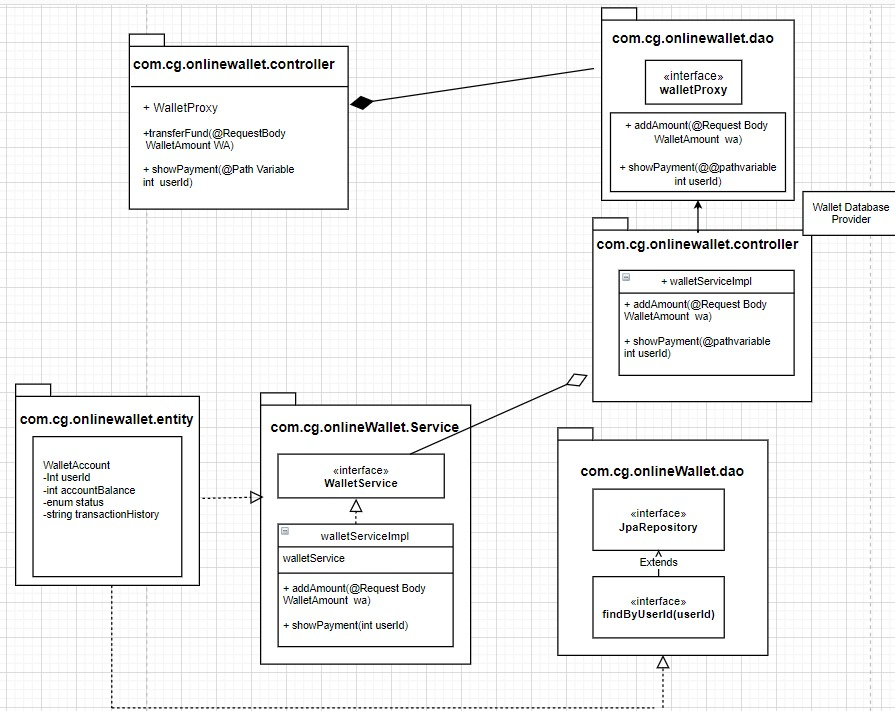 com.cg.onlinewallet.controller
+ WalletProxy
+transferFund(@RequestBody
WalletAmount WA)
+ showPayment(@Path Variable
int userId)
com.cg.onlinewallet.dao
«interface»
walletProxy
+ addAmount(@Request Body
WalletAmount wa)
+ showPayment(@@pathvariable
int userId)
Wallet Database
Provider
com.cg.onlinewallet.controller
+ walletServiceImpl
+ addAmount(@Request Body
WalletAmount wa)
+ showPayment(@pathvariable
int userId)
com.cg.onlinewallet.entity
WalletAccount
-Int userId
-int accountBalance
-enum status
-string transactionHistory
com.cg.onlineWallet.Service
«interface»
WalletService
walletServiceImpl
walletService
+ addAmount(@Request Body
WalletAmount wa)
+ showPayment(int userId)
com.cg.onlineWallet.dao
«interface»
JpaRepository
Extends
«interface»
findByUserId(userId)